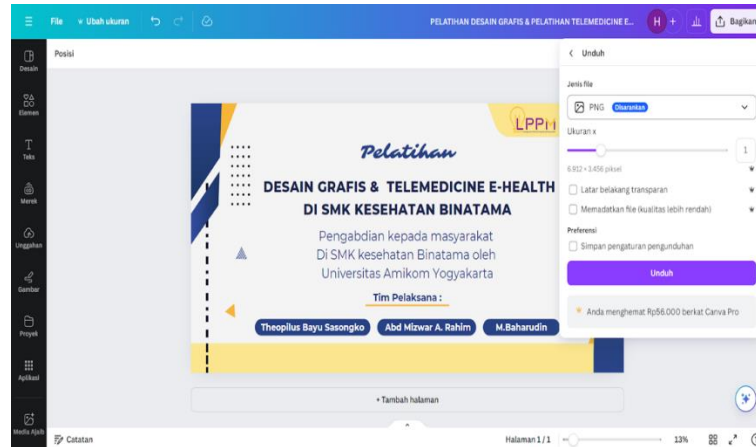 File
Ubah ukuran
PELATIHAN DESAIN GRAFIS & PELATIHAN TELEMEDICINE E...
H
+
Bagikan
Desain
Elemen
Teks
Merek
Unggahan
Gambar
Proyek
Aplikasi
Media Ajaib
Posisi
LPPM
Pelatihan
DESAIN GRAFIS & TELEMEDICINE E-HEALTH
DI SMK KESEHATAN BINATAMA
Pengabdian kepada masyarakat
Di SMK kesehatan Binatama oleh
Universitas Amikom Yogyakarta
Tim Pelaksana :
Theopilus Bayu Sasongko Abd Mizwar A. Rahim M.Baharudin
+ Tambah halaman
Unduh
Jenis file
PNG Disarankan
Ukuran x
1
6.912 × 3.456 piksel
Latar belakang transparan
Memadatkan file (kualitas lebih rendah)
Preferensi
Simpan pengaturan pengunduhan
Unduh
Anda menghemat Rp56.000 berkat Canva Pro
Catatan
Halaman 1 / 1
13%